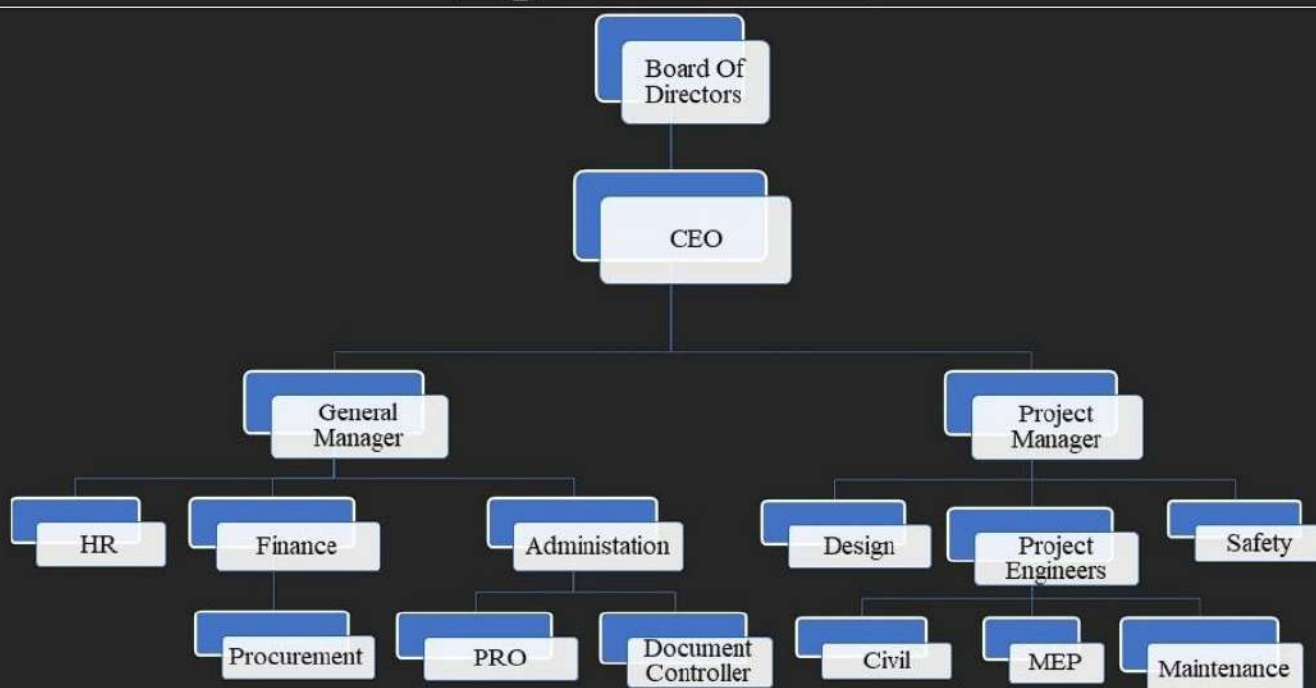 Board Of
Directors
CEO
General
Manager
Project
Manager
HR
Finance
Administation
Design
Project
Engineers
Safety
Procurement
PRO
Document
Controller
Civil
MEP
Maintenance